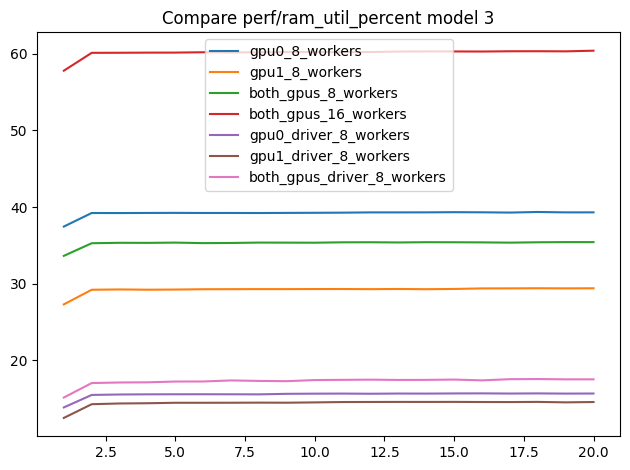 Compare perf/ram_util_percent model 3
60
50
40
30
20
gpu0_8_workers
gpu1_8_workers
both_gpus_8_workers
both_gpus_16_workers
gpu0_driver_8_workers
gpu1_driver_8_workers
both_gpus_driver_8_workers
2.5 5.0 7.5 10.0 12.5 15.0 17.5 20.0